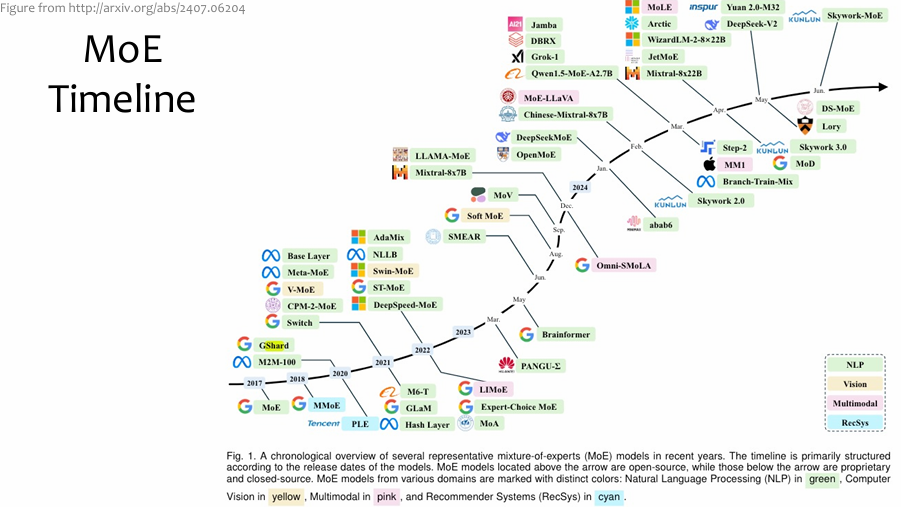 Figure from http://arxiv.org/abs/2407.06204
MoE
Timeline
MoLE
Yuan 2.0-M32
Skywork-MoE
inspur
KUNLUN
AI21
Jamba
Arctic
DeepSeek-V2
DBRX
WizardLM-2-8×22B
Grok-1
JetMoE
Qwen1.5-MoE-A2.7B
Mixtral-8x22B
Jun.
May
MoE-LLaVA
Apr.
DS-MoE
Chinese-Mixtral-8x7B
Mar.
Lory
DeepSeekMoE
Feb.
Step-2
KUNLUN
Skywork 3.0
OpenMoE
MM1
MoD
LLAMA-MoE
Jan.
Branch-Train-Mix
Mixtral-8x7B
2024
KUNLUN
Skywork 2.0
MoV
Dec.
Soft MoE
abab6
Sep.
SMEAR
AdaMix
Aug.
Base Layer
NLLB
Omni-SMoLA
Meta-MoE
Swin-MoE
Jun.
V-MoE
ST-MoE
CPM-2-MoE
DeepSpeed-MoE
May
Switch
Mar.
2023
Brainformer
GShard
2022
M2M-100
2021
PANGU-Σ
2020
2018
2017
NLP
Vision
Multimodal
RecSys
M6-T
LIMoE
MoE
MMoE
GLaM
Expert-Choice MoE
Tencent
PLE
Hash Layer
MoA
Fig. 1. A chronological overview of several representative mixture-of-experts (MoE) models in recent years. The timeline is primarily structured
according to the release dates of the models. MoE models located above the arrow are open-source, while those below the arrow are proprietary
and closed-source. MoE models from various domains are marked with distinct colors: Natural Language Processing (NLP) in green , Computer
Vision in yellow , Multimodal in pink , and Recommender Systems (RecSys) in cyan .